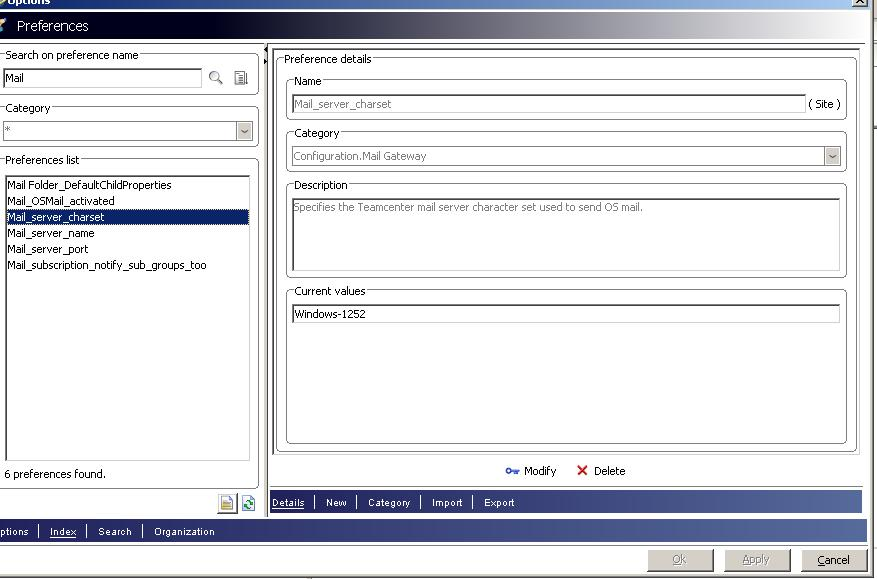 Options
Preferences
Search on preference name
Mail
Category
*
Preferences list
Mail Folder_DefaultChildProperties
Mail_OSMail_activated
Mail_server_charset
Mail_server_name
Mail_server_port
Mail_subscription_notify_sub_groups_too
6 preferences found.
Preference details
Name
Mail_server_charset ( Site )
Category
Configuration.Mail Gateway
Description
Specifies the Teamcenter mail server character set used to send OS mail.
Current values
Windows-1252
Modify Delete
Details New Category Import Export
ptions Index Search Organization
Ok Apply Cancel